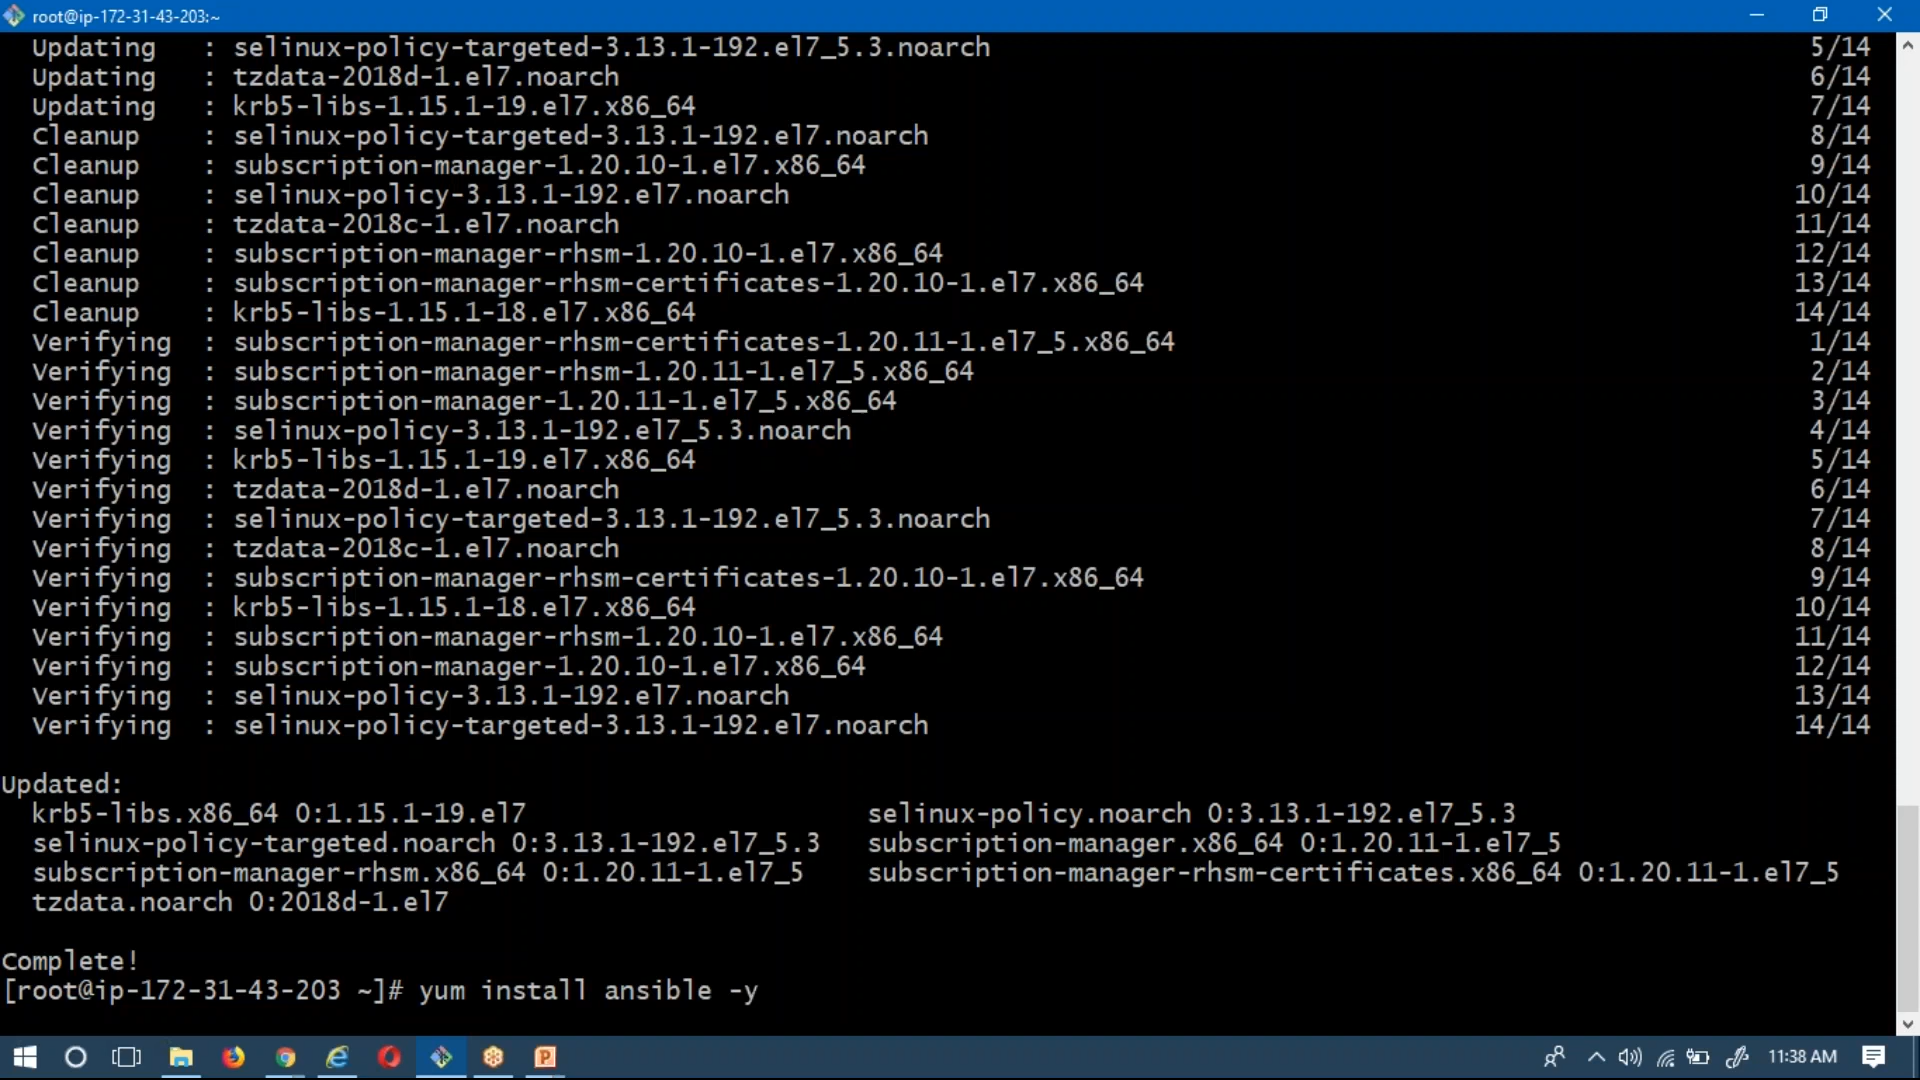 root@ip-172-31-43-203:~
Updating   : selinux-policy-targeted-3.13.1-192.el7_5.3.noarch   5/14
Updating   : tzdata-2018d-1.el7.noarch   6/14
Updating   : krb5-libs-1.15.1-19.el7.x86_64   7/14
Cleanup    : selinux-policy-targeted-3.13.1-192.el7.noarch   8/14
Cleanup    : subscription-manager-1.20.10-1.el7.x86_64   9/14
Cleanup    : selinux-policy-3.13.1-192.el7.noarch   10/14
Cleanup    : tzdata-2018c-1.el7.noarch   11/14
Cleanup    : subscription-manager-rhsm-1.20.10-1.el7.x86_64   12/14
Cleanup    : subscription-manager-rhsm-certificates-1.20.10-1.el7.x86_64   13/14
Cleanup    : krb5-libs-1.15.1-18.el7.x86_64   14/14
Verifying  : subscription-manager-rhsm-certificates-1.20.11-1.el7_5.x86_64   1/14
Verifying  : subscription-manager-rhsm-1.20.11-1.el7_5.x86_64   2/14
Verifying  : subscription-manager-1.20.11-1.el7_5.x86_64   3/14
Verifying  : selinux-policy-3.13.1-192.el7_5.3.noarch   4/14
Verifying  : krb5-libs-1.15.1-19.el7.x86_64   5/14
Verifying  : tzdata-2018d-1.el7.noarch   6/14
Verifying  : selinux-policy-targeted-3.13.1-192.el7_5.3.noarch   7/14
Verifying  : tzdata-2018c-1.el7.noarch   8/14
Verifying  : subscription-manager-rhsm-certificates-1.20.10-1.el7.x86_64   9/14
Verifying  : krb5-libs-1.15.1-18.el7.x86_64   10/14
Verifying  : subscription-manager-rhsm-1.20.10-1.el7.x86_64   11/14
Verifying  : subscription-manager-1.20.10-1.el7.x86_64   12/14
Verifying  : selinux-policy-3.13.1-192.el7.noarch   13/14
Verifying  : selinux-policy-targeted-3.13.1-192.el7.noarch   14/14
Updated:
krb5-libs.x86_64 0:1.15.1-19.el7   selinux-policy.noarch 0:3.13.1-192.el7_5.3
selinux-policy-targeted.noarch 0:3.13.1-192.el7_5.3   subscription-manager.x86_64 0:1.20.11-1.el7_5
subscription-manager-rhsm.x86_64 0:1.20.11-1.el7_5   subscription-manager-rhsm-certificates.x86_64 0:1.20.11-1.el7_5
tzdata.noarch 0:2018d-1.el7
Complete!
[root@ip-172-31-43-203 ~]# yum install ansible -y
11:38 AM